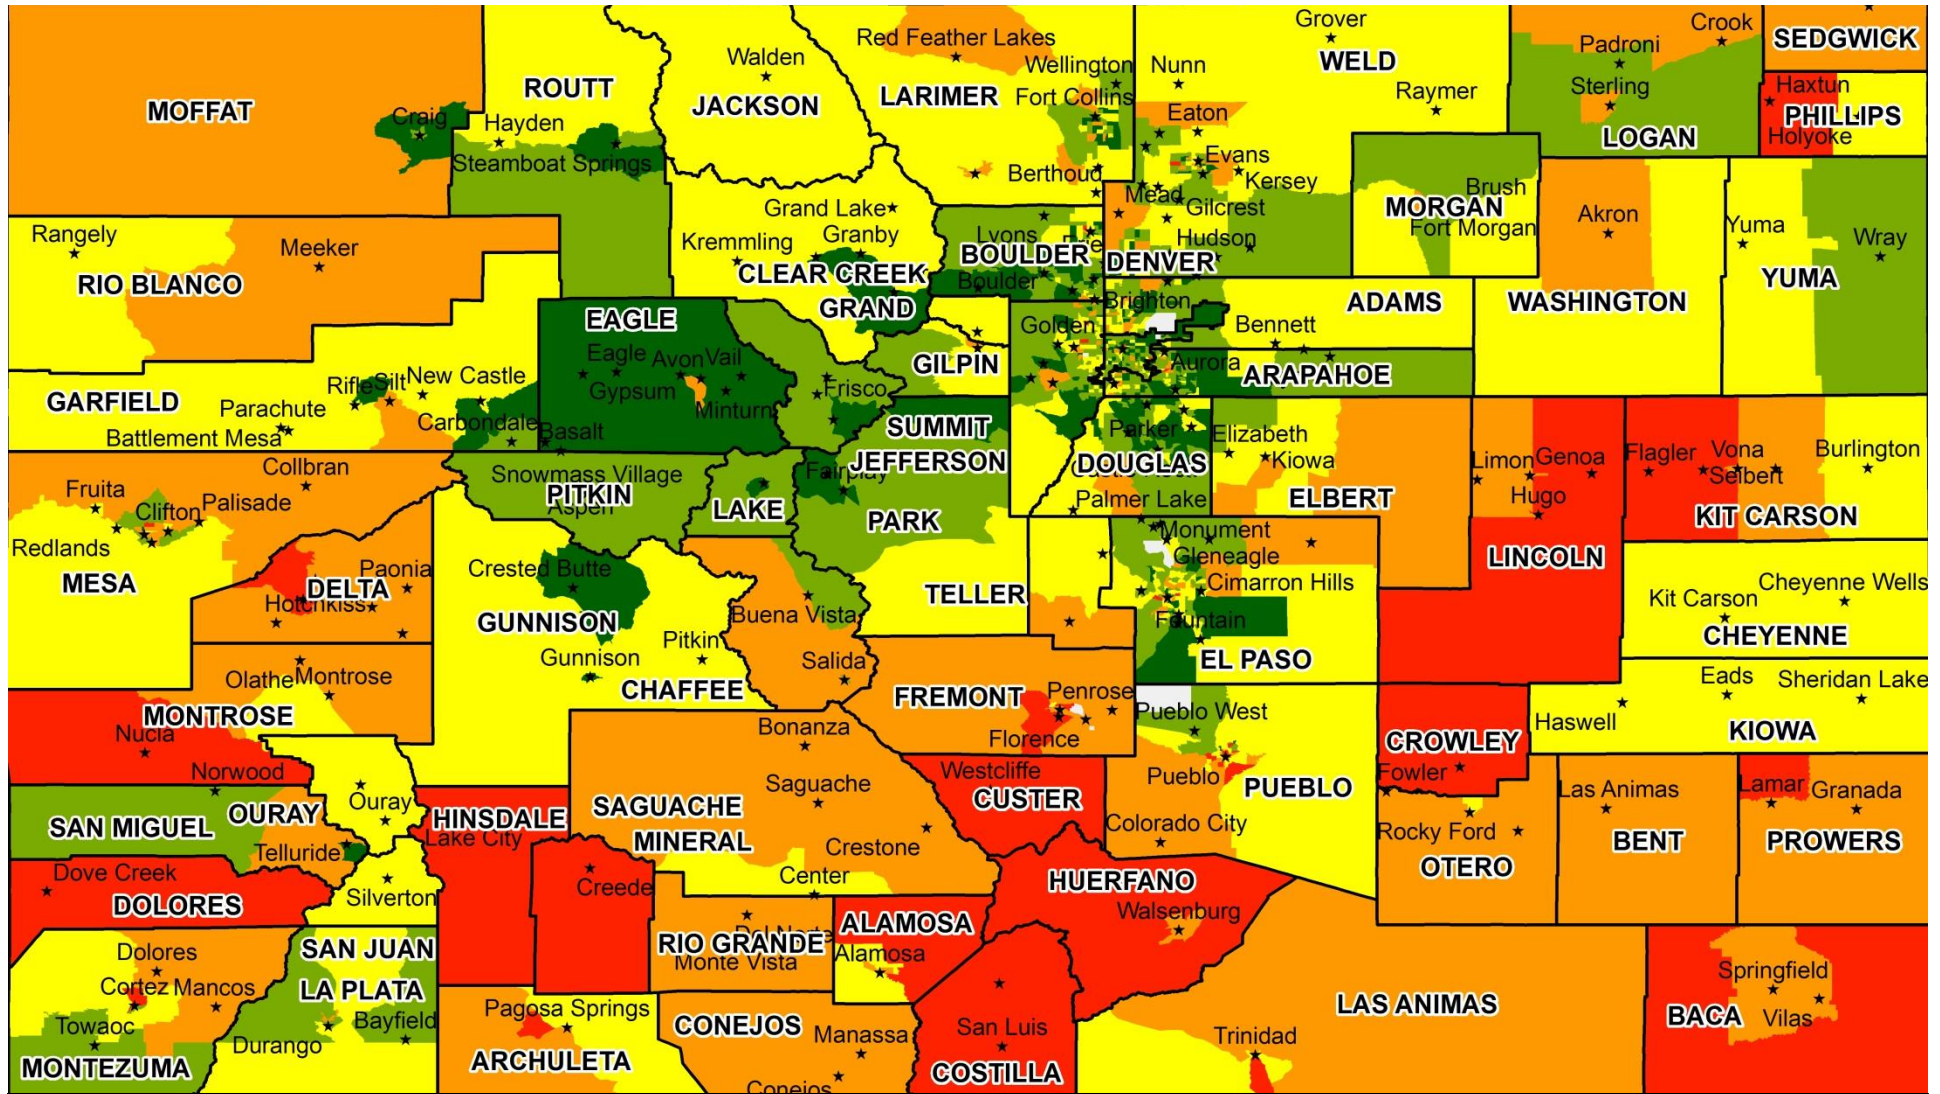 Grover
Crook
Red Feather Lakes
SEDGWICK
Padroni
Walden
WELD
Wellington
Nunn
Haxtun
ROUTT
Sterling
MOFFAT
JACKSON
LARIMER
Fort Collins
Raymer
Eaton
PHILLIPS
Craig
Hayden
LOGAN
Holyoke
Steamboat Springs
Evans
Berthoud
Kersey
Brush
Mead
Grand Lake
Gilcrest
MORGAN
Akron
Fort Morgan
Yuma
Rangely
Granby
Lyons
Hudson
Wray
Meeker
Kremmling
Erie
BOULDER
DENVER
CLEAR CREEK
RIO BLANCO
Boulder
YUMA
Brighton
ADAMS
WASHINGTON
GRAND
EAGLE
Golden
Bennett
Eagle
Avon
Vail
GILPIN
Aurora
ARAPAHOE
Rifle
Silt
New Castle
Gypsum
Frisco
GARFIELD
Parachute
Minturn
Carbondale
Basalt
SUMMIT
Parker
Elizabeth
Battlement Mesa
Flagler
Vona
Burlington
Collbran
Snowmass Village
Fairplay
JEFFERSON
DOUGLAS
Castle Rock
Kiowa
Limon
Genoa
Seibert
Fruita
Palisade
PITKIN
Aspen
LAKE
Palmer Lake
ELBERT
Hugo
Clifton
PARK
KIT CARSON
Monument
Redlands
Gleneagle
LINCOLN
MESA
Paonia
Crested Butte
Cimarron Hills
Cheyenne Wells
DELTA
TELLER
Kit Carson
Hotchkiss
Buena Vista
Fountain
GUNNISON
CHEYENNE
Pitkin
Gunnison
Salida
EL PASO
Olathe
Montrose
CHAFFEE
FREMONT
Penrose
Eads
Sheridan Lake
MONTROSE
Pueblo West
Haswell
Nucla
Bonanza
Florence
CROWLEY
KIOWA
Norwood
Westcliffe
Pueblo
Fowler
Saguache
PUEBLO
Lamar
Granada
Las Animas
Ouray
SAGUACHE
CUSTER
OURAY
HINSDALE
SAN MIGUEL
Lake City
MINERAL
Colorado City
Rocky Ford
BENT
PROWERS
Telluride
Crestone
OTERO
Dove Creek
Creede
Center
HUERFANO
Silverton
DOLORES
Walsenburg
ALAMOSA
Del Norte
Dolores
SAN JUAN
RIO GRANDE
Monte Vista
Alamosa
Springfield
Cortez
Mancos
LA PLATA
Pagosa Springs
LAS ANIMAS
BACA
Vilas
Towaoc
Bayfield
CONEJOS
Manassa
San Luis
Trinidad
Durango
MONTEZUMA
ARCHULETA
COSTILLA
Conejos